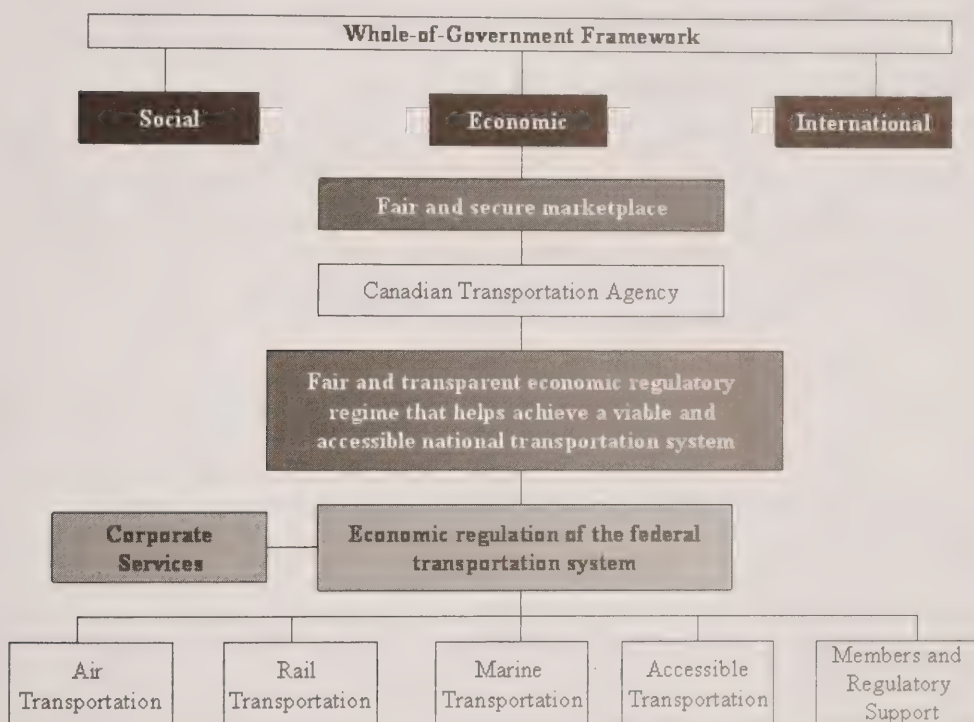 Whole-of-Government Framework
Social
Economic
International
Fair and secure marketplace
Canadian Transportation Agency
Fair and transparent economic regulatory
regime that helps achieve a viable and
accessible national transportation system
Corporate
Services
Economic regulation of the federal
transportation system
Air
Transportation
Rail
Transportation
Marine
Transportation
Accessible
Transportation
Members and
Regulatory
Support